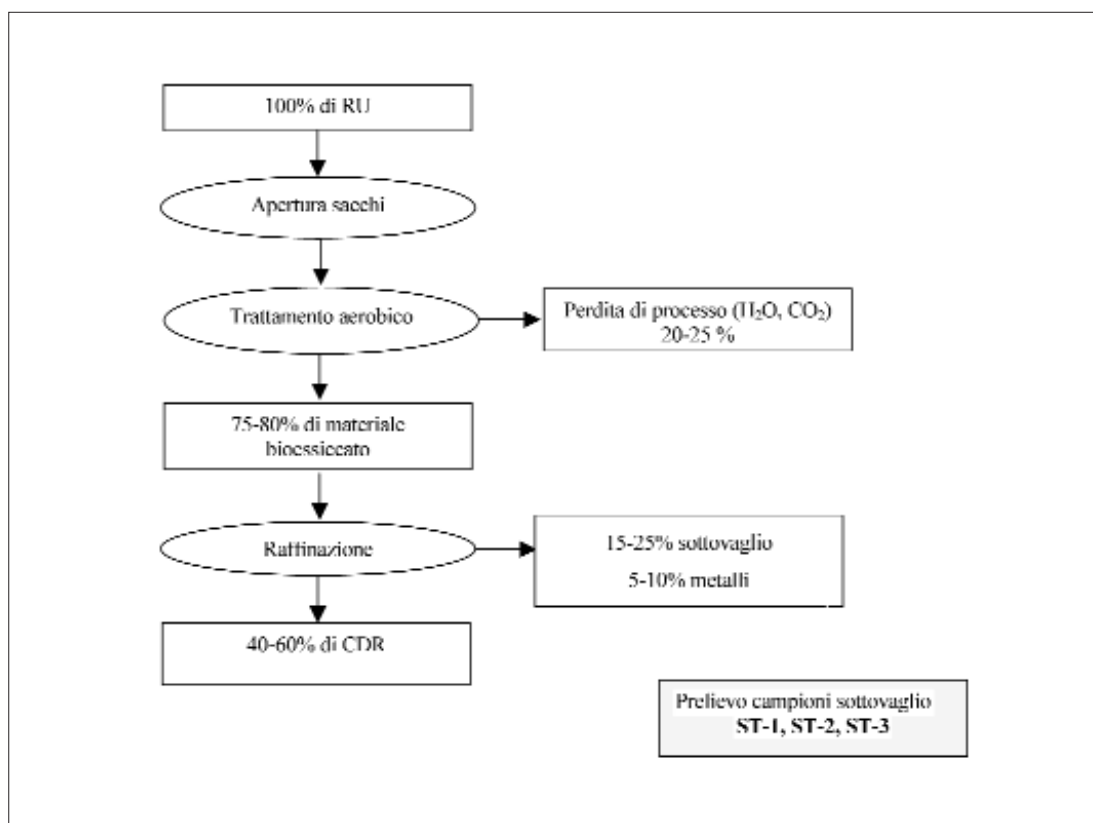 100% di RU
Apertura sacchi
Trattamento aerobico
Perdita di processo (H₂O, CO₂)
20-25 %
75-80% di materiale
bioessiccato
Raffinazione
15-25% sottovaglio
5-10% metalli
40-60% di CDR
Prelievo campioni sottovaglio
ST-1, ST-2, ST-3